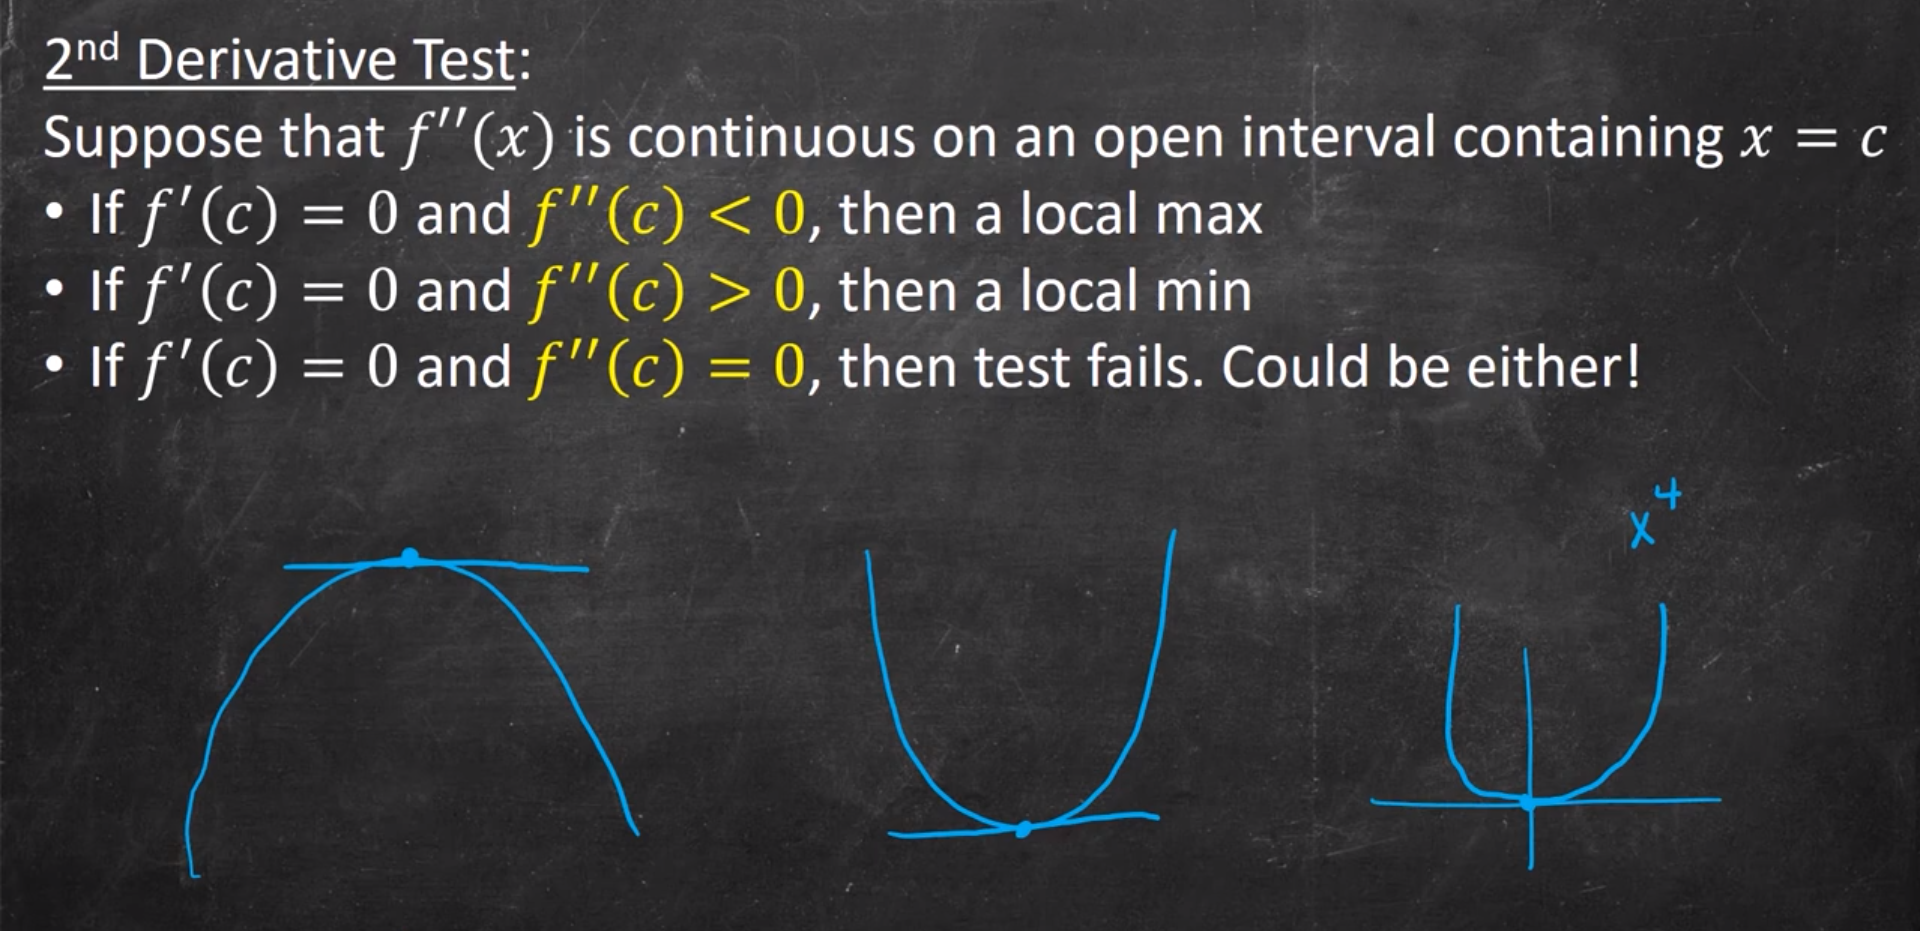 2nd Derivative Test:
Suppose that f′′(x) is continuous on an open interval containing x = c
• If f′(c) = 0 and f′′(c) < 0, then a local max
• If f′(c) = 0 and f′′(c) > 0, then a local min
• If f′(c) = 0 and f′′(c) = 0, then test fails. Could be either!
x⁴